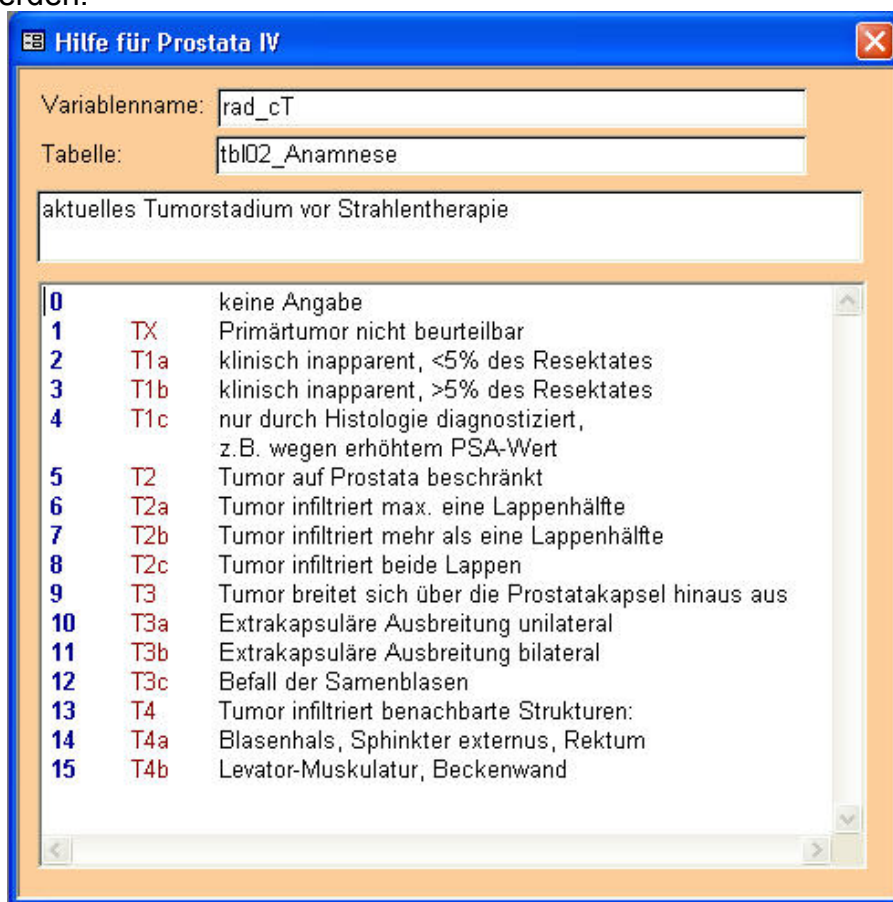 erden.
Hilfe für Prostata IV
Variablenname: rad_cT
Tabelle: tbl02_Anamnese
aktuelles Tumorstadium vor Strahlentherapie
0 keine Angabe
1 TX Primärtumor nicht beurteilbar
2 T1a klinisch inapparent, <5% des Resektates
3 T1b klinisch inapparent, >5% des Resektates
4 T1c nur durch Histologie diagnostiziert,
z.B. wegen erhöhtem PSA-Wert
5 T2 Tumor auf Prostata beschränkt
6 T2a Tumor infiltriert max. eine Lappenhälfte
7 T2b Tumor infiltriert mehr als eine Lappenhälfte
8 T2c Tumor infiltriert beide Lappen
9 T3 Tumor breitet sich über die Prostatakapsel hinaus aus
10 T3a Extrakapsuläre Ausbreitung unilateral
11 T3b Extrakapsuläre Ausbreitung bilateral
12 T3c Befall der Samenblasen
13 T4 Tumor infiltriert benachbarte Strukturen:
14 T4a Blasenhals, Sphinkter externus, Rektum
15 T4b Levator-Muskulatur, Beckenwand